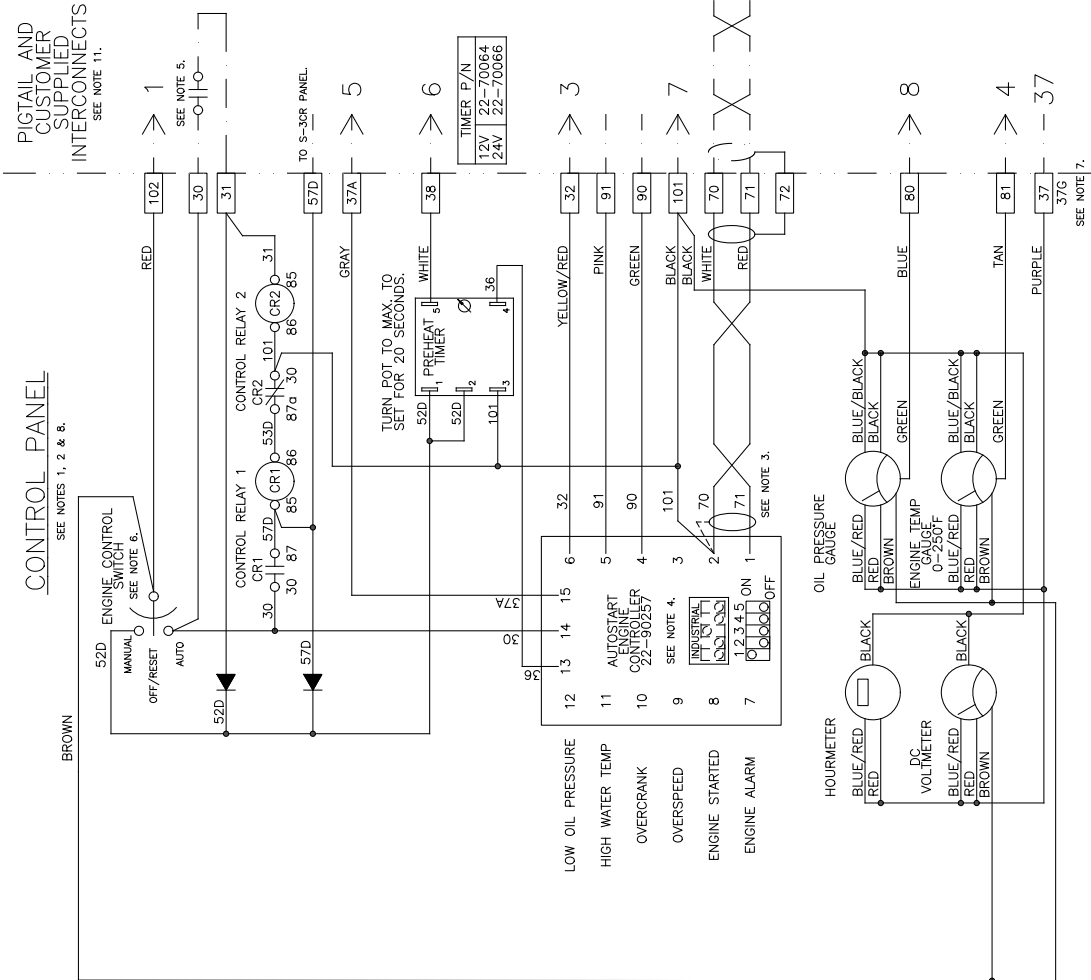 PIGTAIL AND
CUSTOMER
SUPPLIED
INTERCONNECTS
SEE NOTE 11.
CONTROL PANEL
SEE NOTES 1, 2 & 8.
BROWN
52D
ENGINE CONTROL
SWITCH
SEE NOTE 6.
MANUAL
OFF/RESET
AUTO
RED
102
1
SEE NOTE 5.
30
31
52D
57D
TO S-3CR PANEL.
57D
CONTROL RELAY 1
CR1
30
30
87
57D
85
CR1
86
53D
CONTROL RELAY 2
CR2
87a
30
101
86
CR2
85
31
GRAY
37A
5
WHITE
38
6
TIMER P/N
12V 22-70064
24V 22-70066
TURN POT TO MAX. TO
SET FOR 20 SECONDS.
PREHEAT
TIMER
52D
1
52D
2
101
3
4
36
5
YELLOW/RED
32
3
PINK
91
GREEN
90
BLACK
101
7
BLACK
WHITE
70
RED
71
72
SEE NOTE 3.
32
91
90
101
70
71
37A
30
36
15
14
13
6
5
4
3
2
1
AUTOSTART
ENGINE
CONTROLLER
22-90257
SEE NOTE 4.
INDUSTRIAL
1 2 3 4 5
ON
OFF
12
11
10
9
8
7
LOW OIL PRESSURE
HIGH WATER TEMP
OVERCRANK
OVERSPEED
ENGINE STARTED
ENGINE ALARM
OIL PRESSURE
GAUGE
BLUE/RED
RED
BROWN
BLUE/BLACK
BLACK
GREEN
BLUE
80
8
ENGINE TEMP
GAUGE
0-250°F
BLUE/RED
RED
BLUE/BLACK
BLACK
GREEN
TAN
81
4
PURPLE
37
37G
37
SEE NOTE 7.
HOURMETER
BLUE/RED
RED
BLACK
DC
VOLTMETER
BLUE/RED
RED
BROWN
BLACK